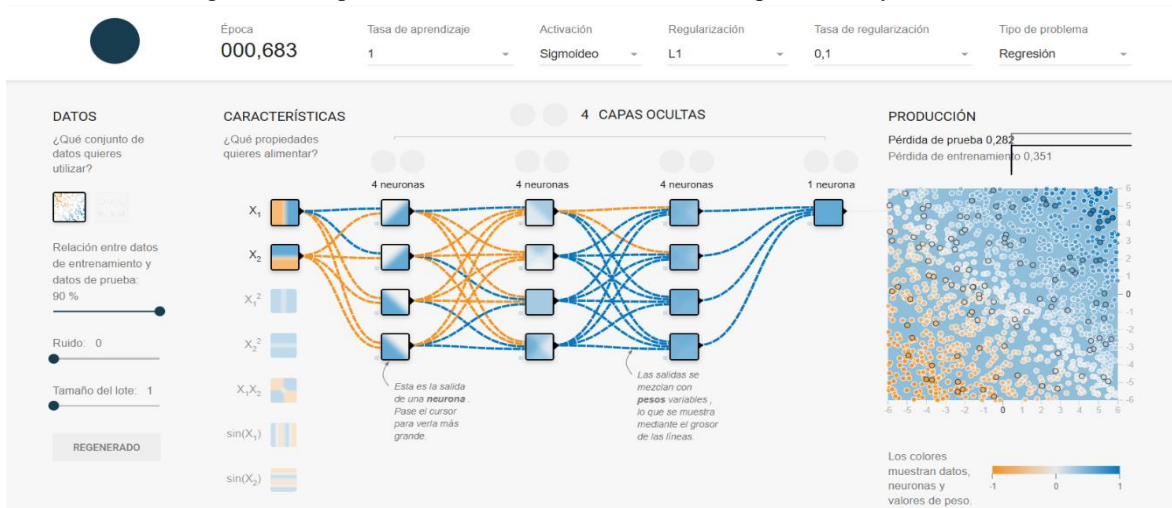 Época
000,683
Tasa de aprendizaje
1
Activación
Sigmoideo
Regularización
L1
Tasa de regularización
0,1
Tipo de problema
Regresión
DATOS
¿Qué conjunto de
datos quieres
utilizar?
Relación entre datos
de entrenamiento y
datos de prueba:
90 %
Ruido: 0
Tamaño del lote: 1
REGENERADO
CARACTERÍSTICAS
¿Qué propiedades
quieres alimentar?
X₁
X₂
X₁²
X₂²
X₁X₂
sin(X₁)
sin(X₂)
4 CAPAS OCULTAS
4 neuronas
4 neuronas
4 neuronas
1 neurona
Esta es la salida
de una neurona .
Pase el cursor
para verla más
grande.
Las salidas se
mezclan con
pesos variables ,
lo que se muestra
mediante el grosor
de las líneas.
PRODUCCIÓN
Pérdida de prueba 0,282
Pérdida de entrenamiento 0,351
6
5
4
3
2
1
0
-1
-2
-3
-4
-5
-6
-6 -5 -4 -3 -2 -1 0 1 2 3 4 5 6
Los colores
muestran datos,
neuronas y
valores de peso.
-1 0 1